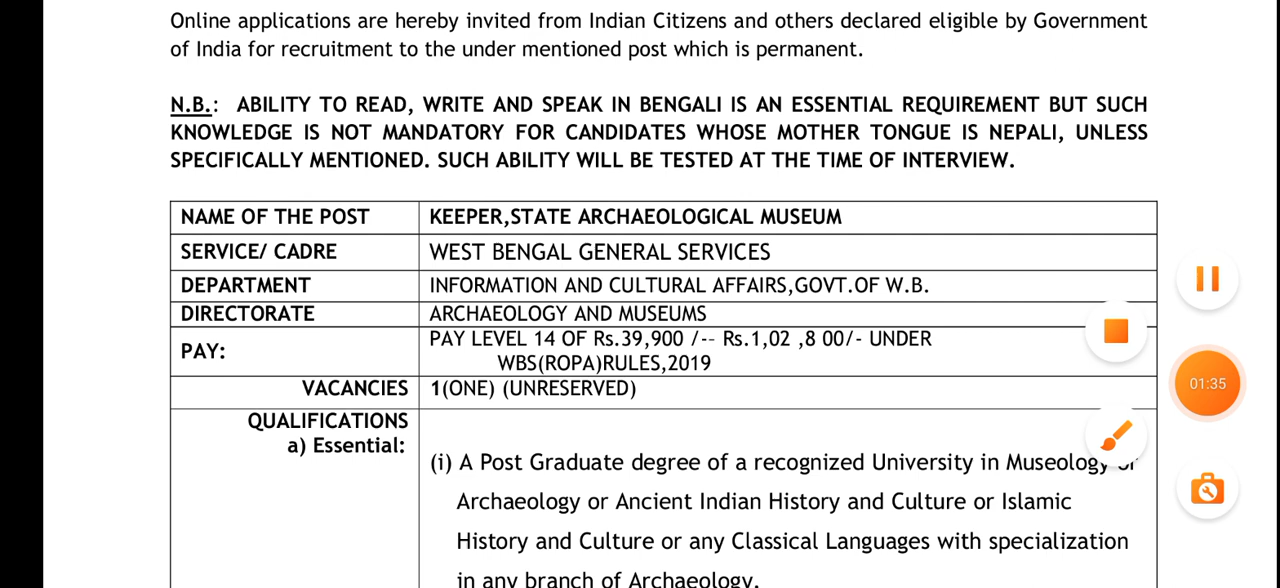 Online applications are hereby invited from Indian Citizens and others declared eligible by Government
of India for recruitment to the under mentioned post which is permanent.
N.B.: ABILITY TO READ, WRITE AND SPEAK IN BENGALI IS AN ESSENTIAL REQUIREMENT BUT SUCH
KNOWLEDGE IS NOT MANDATORY FOR CANDIDATES WHOSE MOTHER TONGUE IS NEPALI, UNLESS
SPECIFICALLY MENTIONED. SUCH ABILITY WILL BE TESTED AT THE TIME OF INTERVIEW.
NAME OF THE POST KEEPER,STATE ARCHAEOLOGICAL MUSEUM
SERVICE/ CADRE WEST BENGAL GENERAL SERVICES
DEPARTMENT INFORMATION AND CULTURAL AFFAIRS,GOVT.OF W.B.
DIRECTORATE ARCHAEOLOGY AND MUSEUMS
PAY: PAY LEVEL 14 OF Rs.39,900 /-- Rs.1,02 ,8 00/- UNDER
WBS(ROPA)RULES,2019
VACANCIES 1(ONE) (UNRESERVED)
QUALIFICATIONS
a) Essential:
(i) A Post Graduate degree of a recognized University in Museology or
Archaeology or Ancient Indian History and Culture or Islamic
History and Culture or any Classical Languages with specialization
in any branch of Archaeology.
01:35